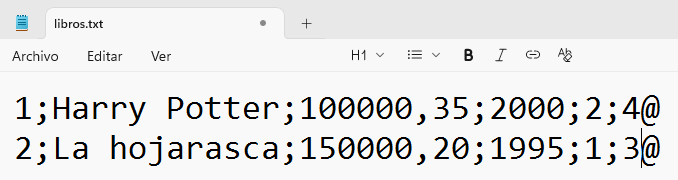 libros.txt
Archivo Editar Ver H1 B I
1;Harry Potter;100000,35;2000;2;4@
2;La hojarasca;150000,20;1995;1;3@